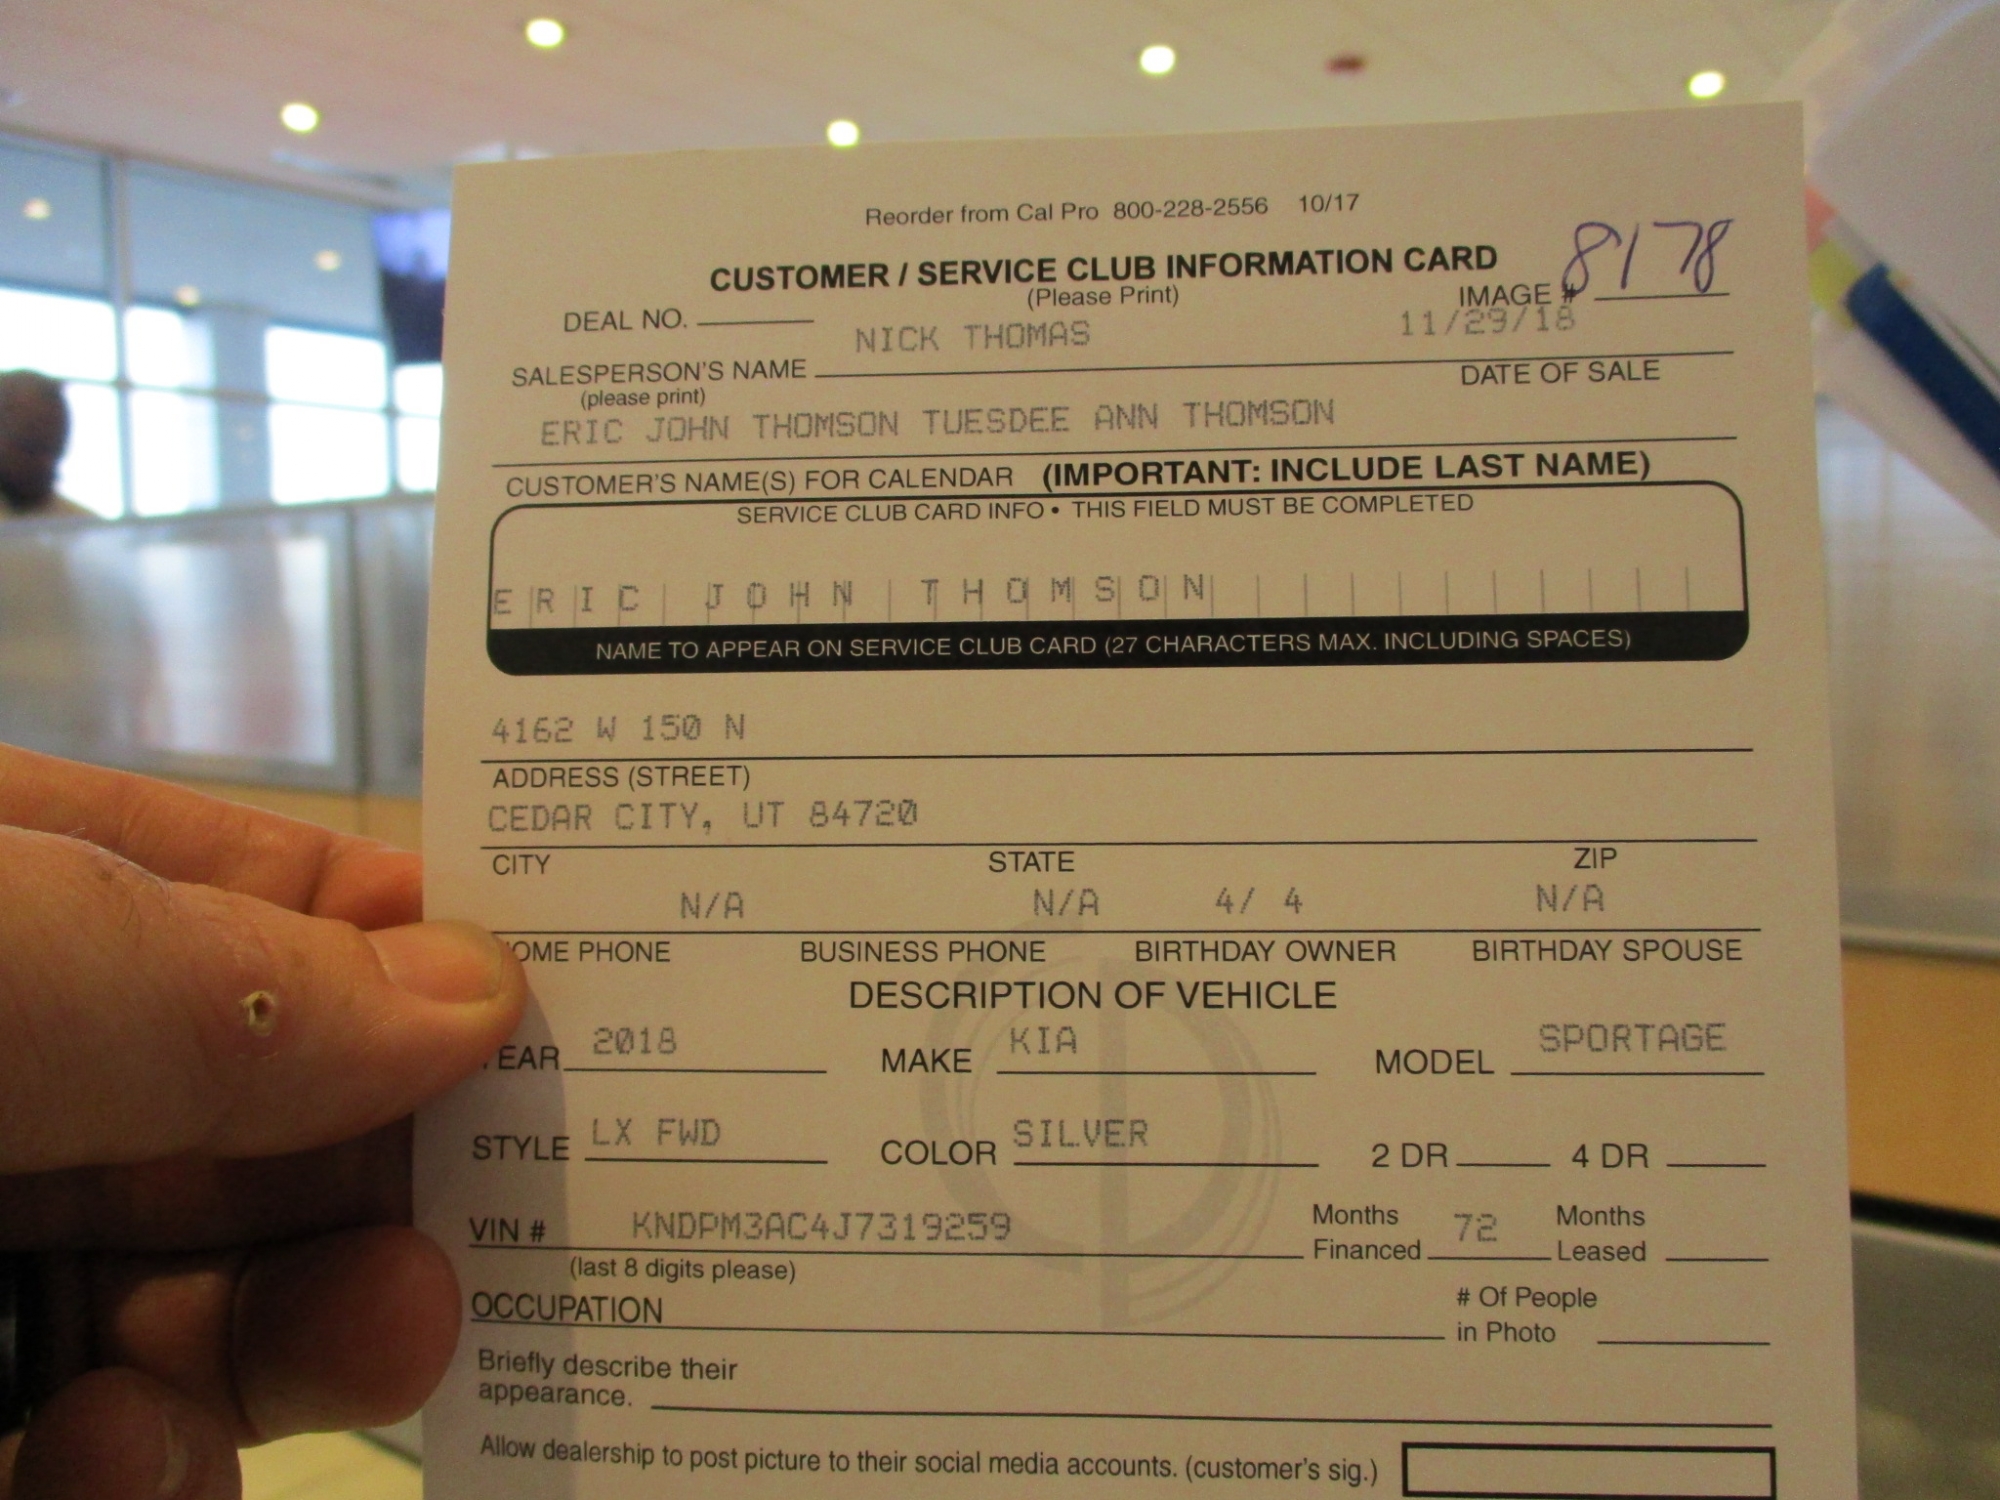 Reorder from Cal Pro 800-228-2556 10/17
CUSTOMER / SERVICE CLUB INFORMATION CARD
(Please Print)
IMAGE # 8178
DEAL NO.
NICK THOMAS 11/29/18
SALESPERSON'S NAME DATE OF SALE
(please print)
ERIC JOHN THOMSON TUESDEE ANN THOMSON
CUSTOMER'S NAME(S) FOR CALENDAR (IMPORTANT: INCLUDE LAST NAME)
SERVICE CLUB CARD INFO • THIS FIELD MUST BE COMPLETED
ERIC JOHN THOMSON
NAME TO APPEAR ON SERVICE CLUB CARD (27 CHARACTERS MAX. INCLUDING SPACES)
4162 W 150 N
ADDRESS (STREET)
CEDAR CITY, UT 84720
CITY STATE ZIP
N/A N/A 4/ 4 N/A
OME PHONE BUSINESS PHONE BIRTHDAY OWNER BIRTHDAY SPOUSE
DESCRIPTION OF VEHICLE
YEAR 2018 MAKE KIA MODEL SPORTAGE
STYLE LX FWD COLOR SILVER 2 DR 4 DR
VIN # KNDPM3AC4J7319259 Months Financed 72 Months Leased
(last 8 digits please)
OCCUPATION # Of People in Photo
Briefly describe their
appearance.
Allow dealership to post picture to their social media accounts. (customer's sig.)